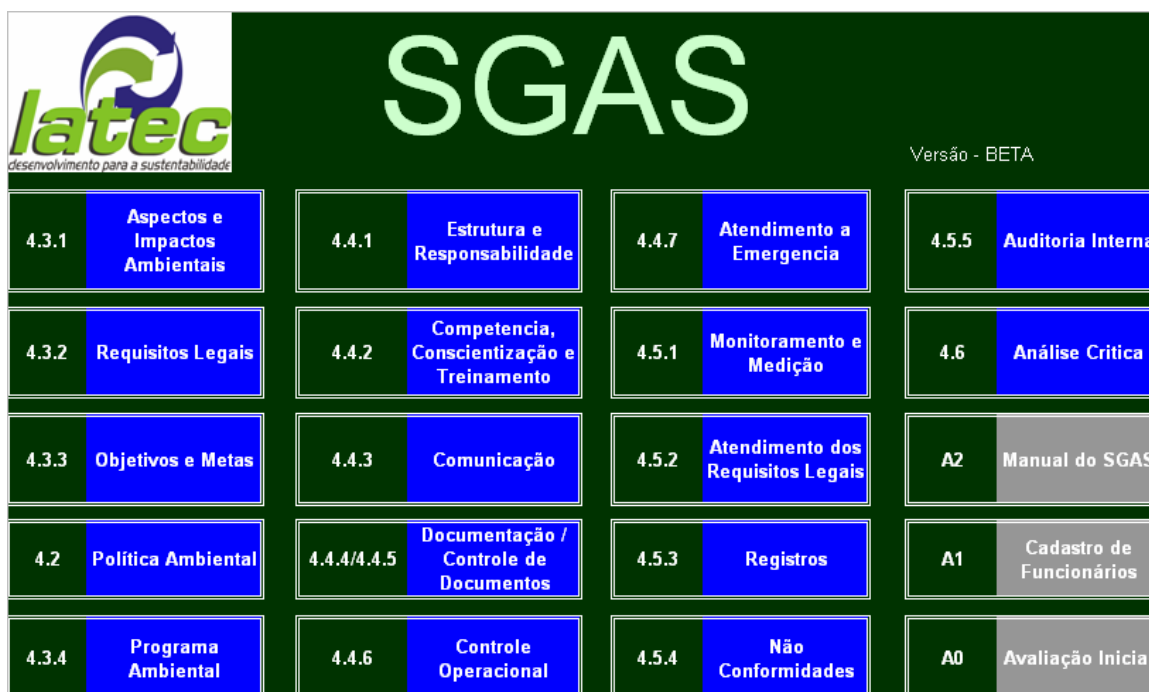 latec
desenvolvimento para a sustentabilidade
SGAS
Versão - BETA
4.3.1
Aspectos e
Impactos
Ambientais
4.4.1
Estrutura e
Responsabilidade
4.4.7
Atendimento a
Emergencia
4.5.5
Auditoria Interna
4.3.2
Requisitos Legais
4.4.2
Competencia,
Conscientização e
Treinamento
4.5.1
Monitoramento e
Medição
4.6
Análise Critica
4.3.3
Objetivos e Metas
4.4.3
Comunicação
4.5.2
Atendimento dos
Requisitos Legais
A2
Manual do SGAS
4.2
Política Ambiental
4.4.4/4.4.5
Documentação /
Controle de
Documentos
4.5.3
Registros
A1
Cadastro de
Funcionários
4.3.4
Programa
Ambiental
4.4.6
Controle
Operacional
4.5.4
Não
Conformidades
A0
Avaliação Inicia